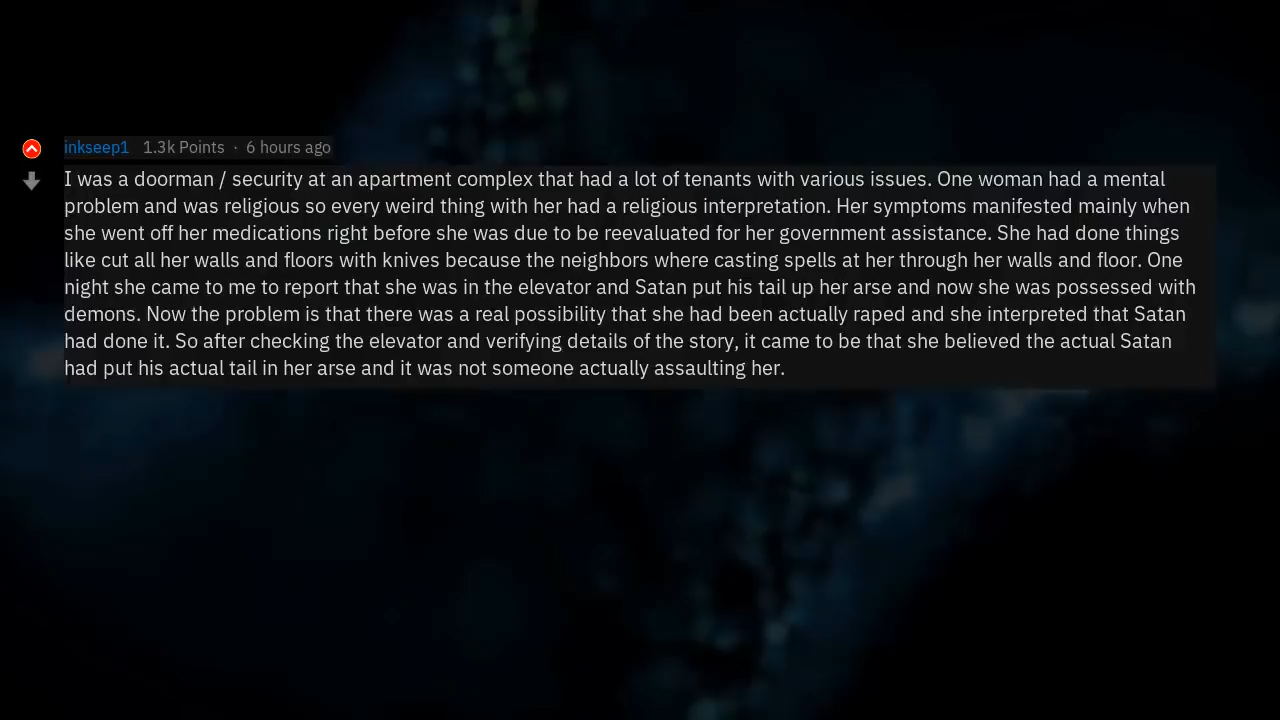 inkseep1 1.3k Points · 6 hours ago
I was a doorman / security at an apartment complex that had a lot of tenants with various issues. One woman had a mental
problem and was religious so every weird thing with her had a religious interpretation. Her symptoms manifested mainly when
she went off her medications right before she was due to be reevaluated for her government assistance. She had done things
like cut all her walls and floors with knives because the neighbors where casting spells at her through her walls and floor. One
night she came to me to report that she was in the elevator and Satan put his tail up her arse and now she was possessed with
demons. Now the problem is that there was a real possibility that she had been actually raped and she interpreted that Satan
had done it. So after checking the elevator and verifying details of the story, it came to be that she believed the actual Satan
had put his actual tail in her arse and it was not someone actually assaulting her.